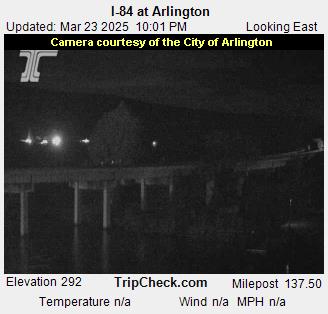 I-84 at Arlington
Updated: Mar 23 2025 10:01 PM Looking East
Camera courtesy of the City of Arlington
Elevation 292 TripCheck.com Milepost 137.50
Temperature n/a Wind n/a MPH n/a